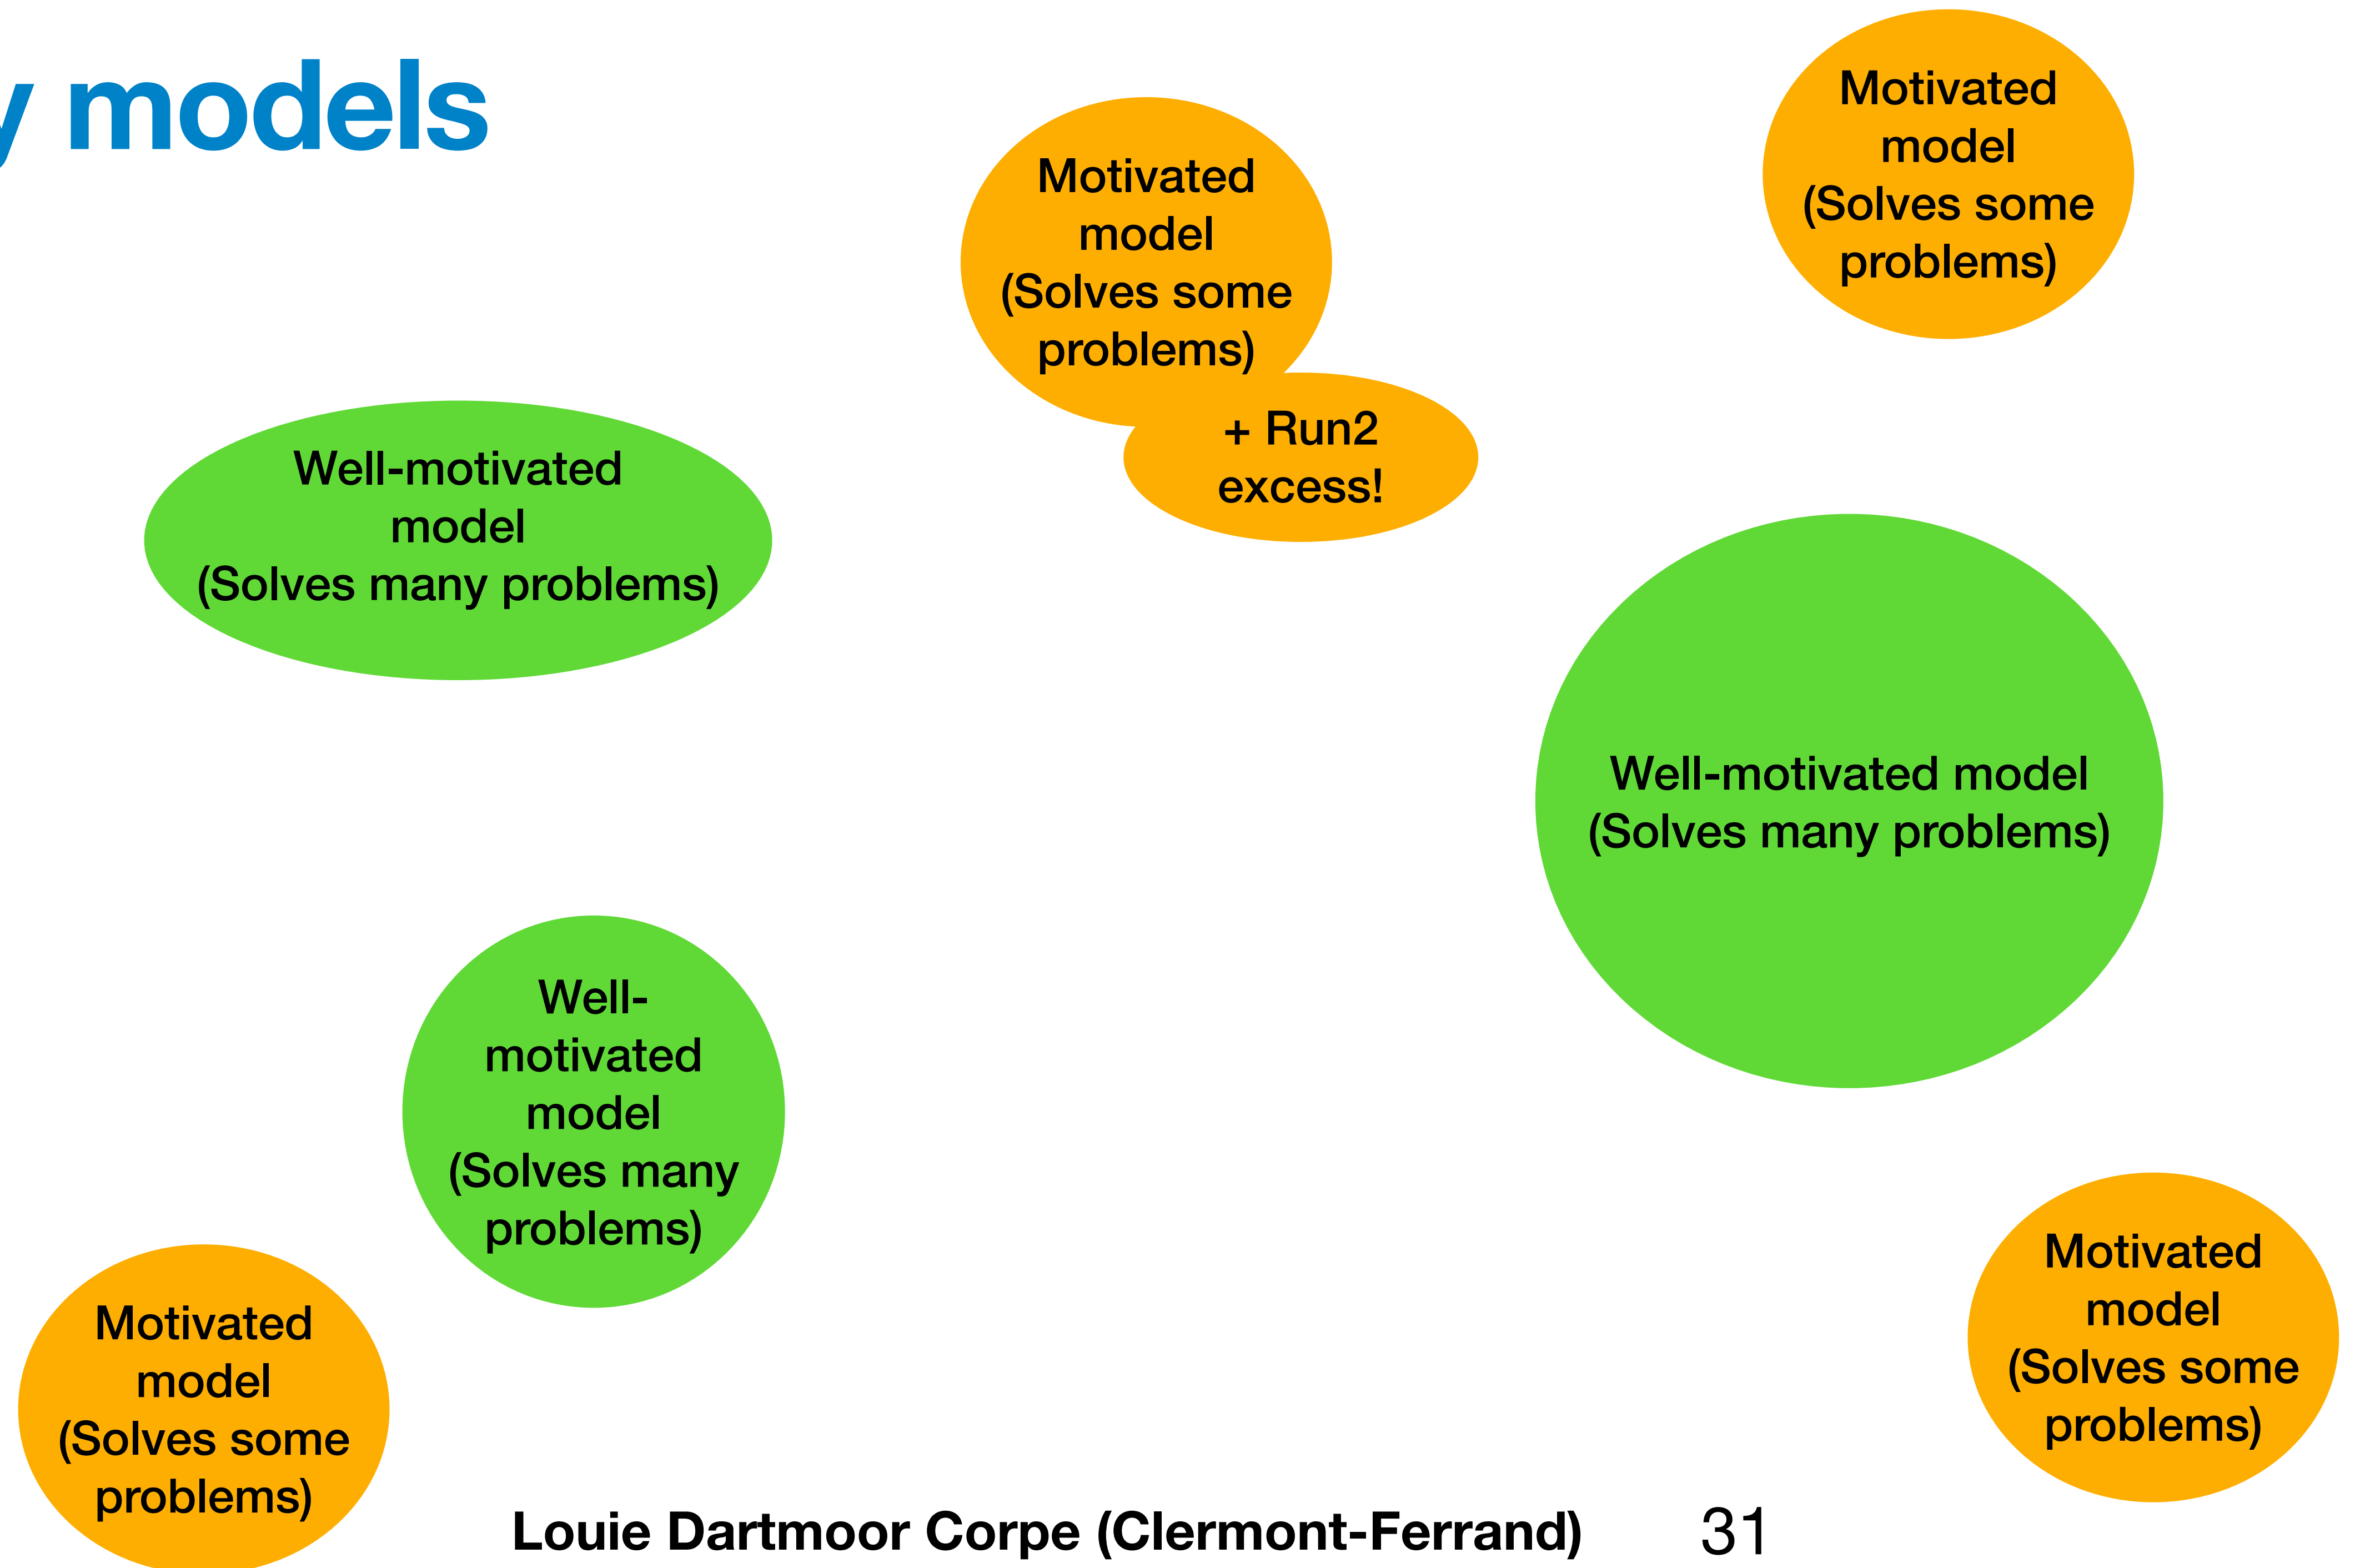 y models
Motivated
model
(Solves some
problems)
Motivated
model
(Solves some
problems)
+ Run2
excess!
Well-motivated
model
(Solves many problems)
Well-motivated model
(Solves many problems)
Well-
motivated
model
(Solves many
problems)
Motivated
model
(Solves some
problems)
Motivated
model
(Solves some
problems)
Louie Dartmoor Corpe (Clermont-Ferrand) 31